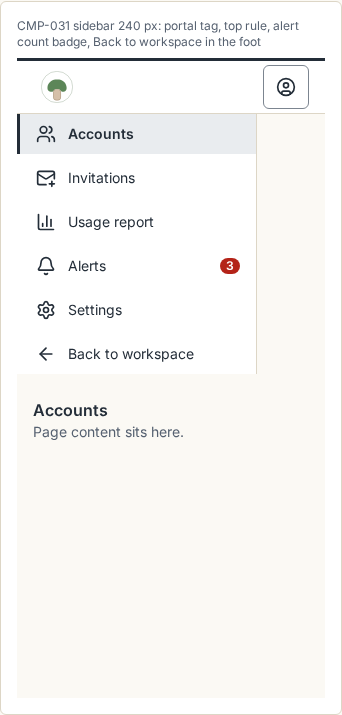 CMP-031 sidebar 240 px: portal tag, top rule, alert
count badge, Back to workspace in the foot
Accounts
Invitations
Usage report
Alerts 3
Settings
Back to workspace
Accounts
Page content sits here.